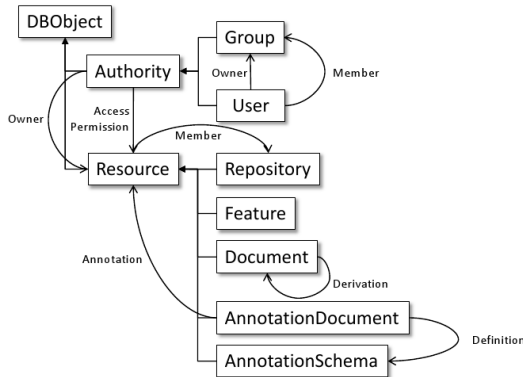 DBObject
Group
Authority
Owner
Member
User
Access
Permission
Owner
Member
Resource
Repository
Feature
Document
Annotation
Derivation
AnnotationDocument
Definition
AnnotationSchema